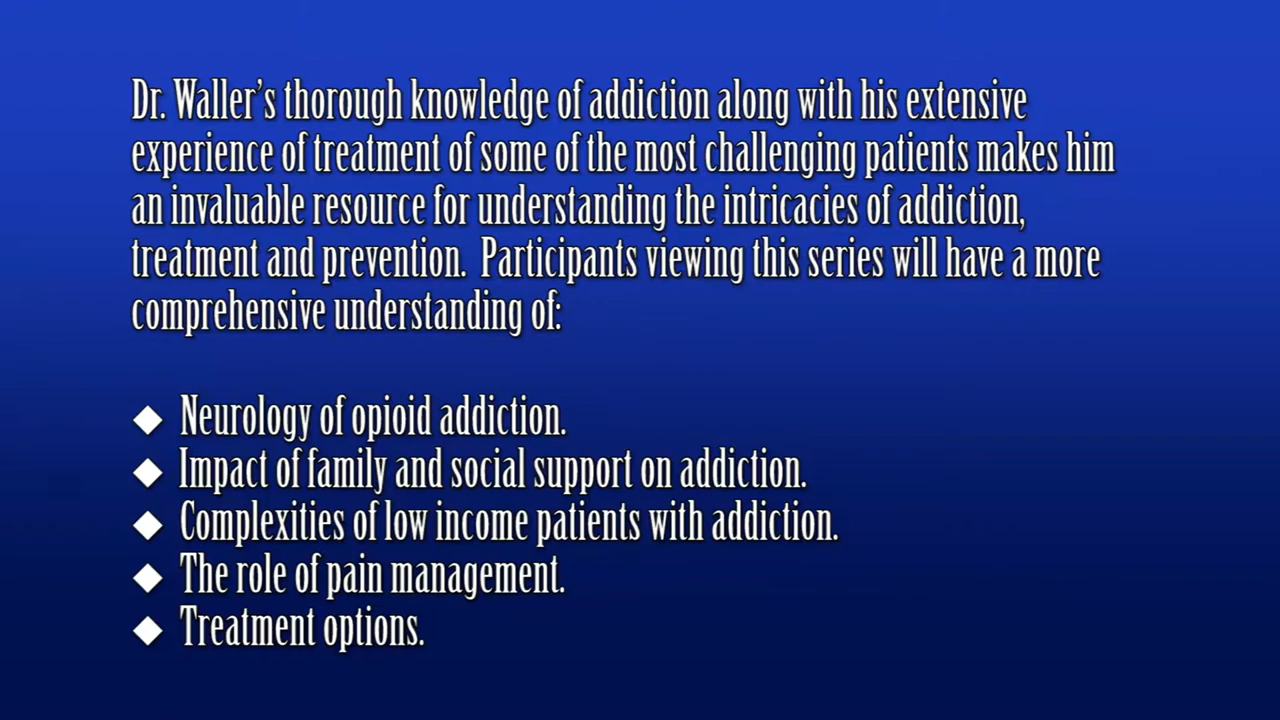 Dr. Waller's thorough knowledge of addiction along with his extensive
experience of treatment of some of the most challenging patients makes him
an invaluable resource for understanding the intricacies of addiction,
treatment and prevention. Participants viewing this series will have a more
comprehensive understanding of:
◆ Neurology of opioid addiction.
◆ Impact of family and social support on addiction.
◆ Complexities of low income patients with addiction.
◆ The role of pain management.
◆ Treatment options.